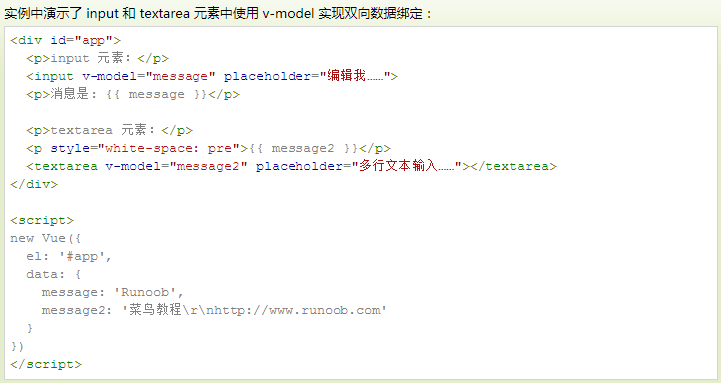 实例中演示了 input 和 textarea 元素中使用 v-model 实现双向数据绑定：
<div id="app">
  <p>input 元素：</p>
  <input v-model="message" placeholder="编辑我……">
  <p>消息是: {{ message }}</p>

  <p>textarea 元素：</p>
  <p style="white-space: pre">{{ message2 }}</p>
  <textarea v-model="message2" placeholder="多行文本输入……"></textarea>
</div>

<script>
new Vue({
  el: '#app',
  data: {
    message: 'Runoob',
    message2: '菜鸟教程\r\nhttp://www.runoob.com'
  }
})
</script>